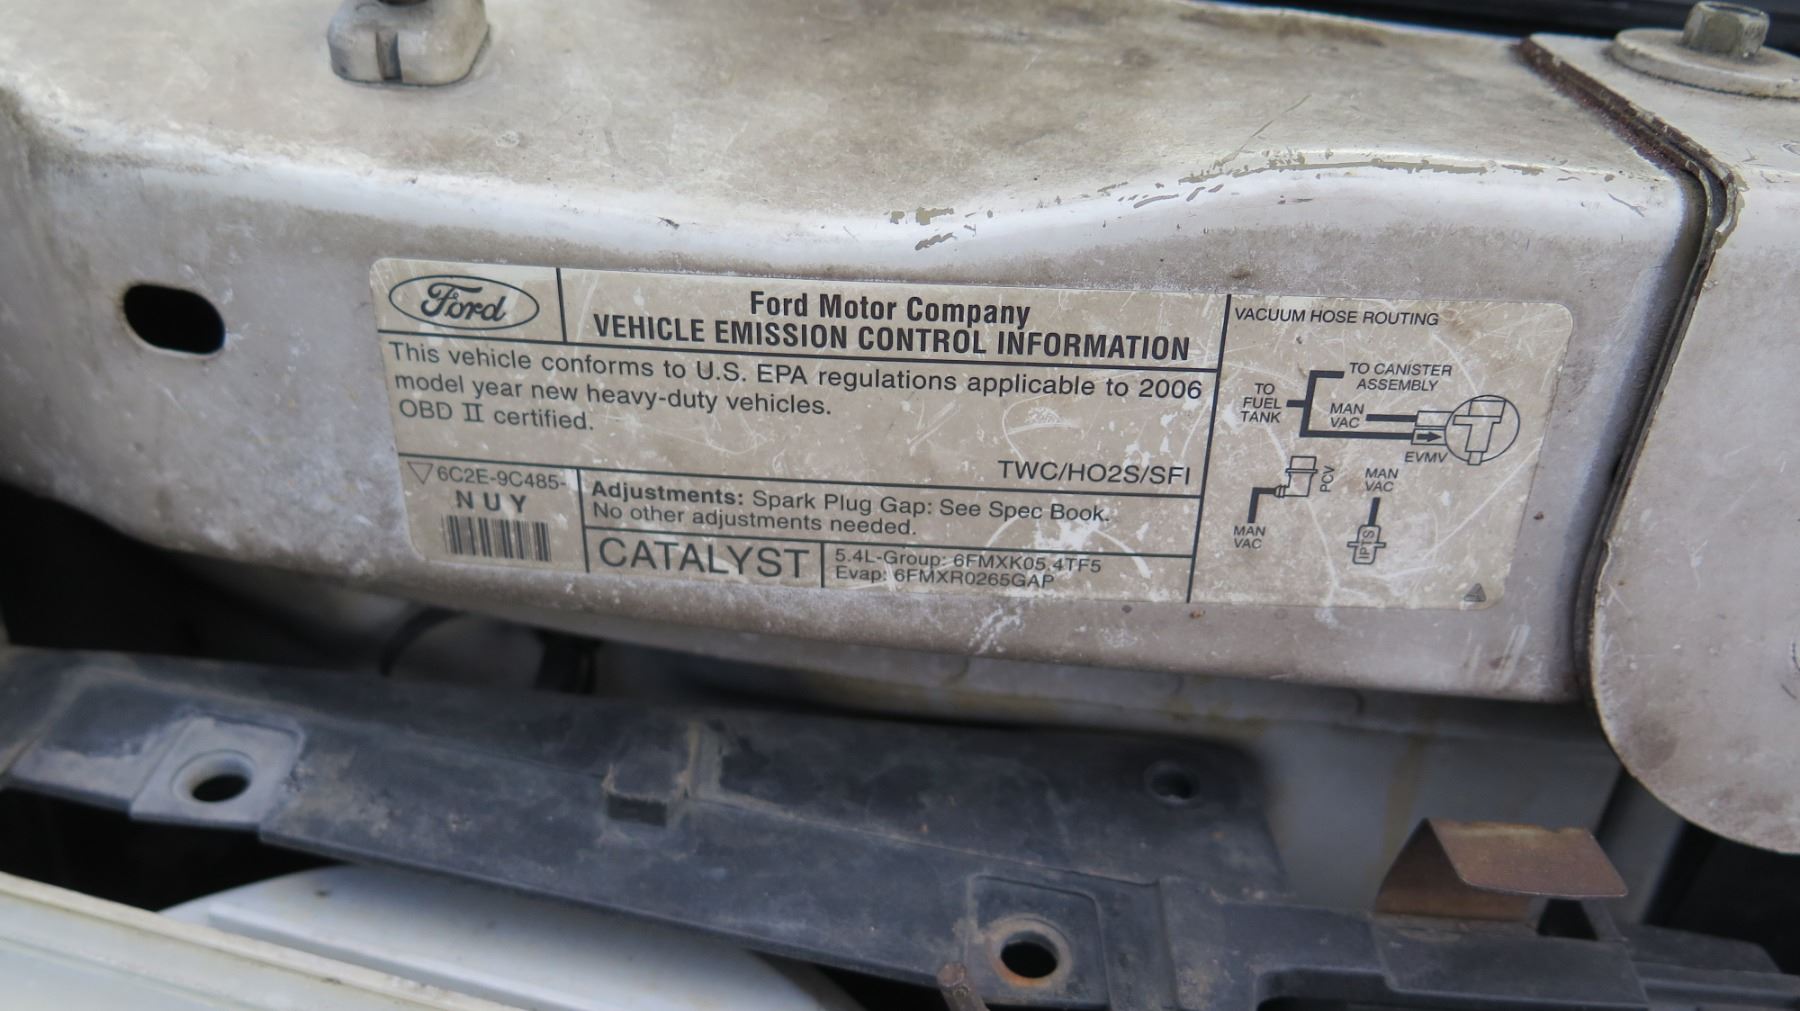 Ford
Ford Motor Company
VEHICLE EMISSION CONTROL INFORMATION
This vehicle conforms to U.S. EPA regulations applicable to 2006
model year new heavy-duty vehicles.
OBD II certified.
TWC/HO2S/SFI
6C2E-9C485-
NUY
Adjustments: Spark Plug Gap: See Spec Book.
No other adjustments needed.
CATALYST
5.4L-Group: 6FMXK05.4TF5
Evap: 6FMXR0265GAP
VACUUM HOSE ROUTING
TO CANISTER
ASSEMBLY
TO
FUEL
TANK
MAN
VAC
EVMV
PCV
MAN
VAC
MAN
VAC
IPTS